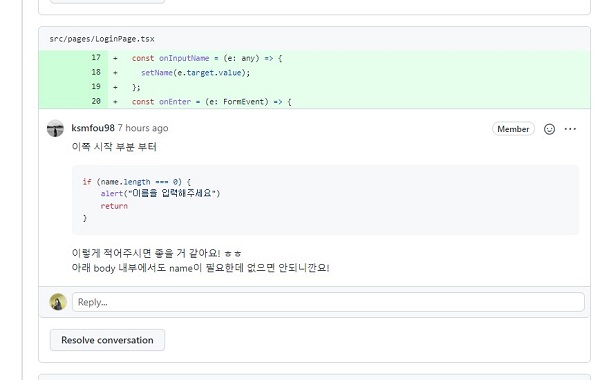 src/pages/LoginPage.tsx
17 + const onInputName = (e: any) => {
18 + setName(e.target.value);
19 + };
20 + const onEnter = (e: FormEvent) => {
ksmfou98 7 hours ago Member
이쪽 시작 부분 부터
if (name.length === 0) {
alert("이름을 입력해주세요")
return
}
이렇게 적어주시면 좋을 거 같아요! ㅎㅎ
아래 body 내부에서도 name이 필요한데 없으면 안되니깐요!
Reply...
Resolve conversation